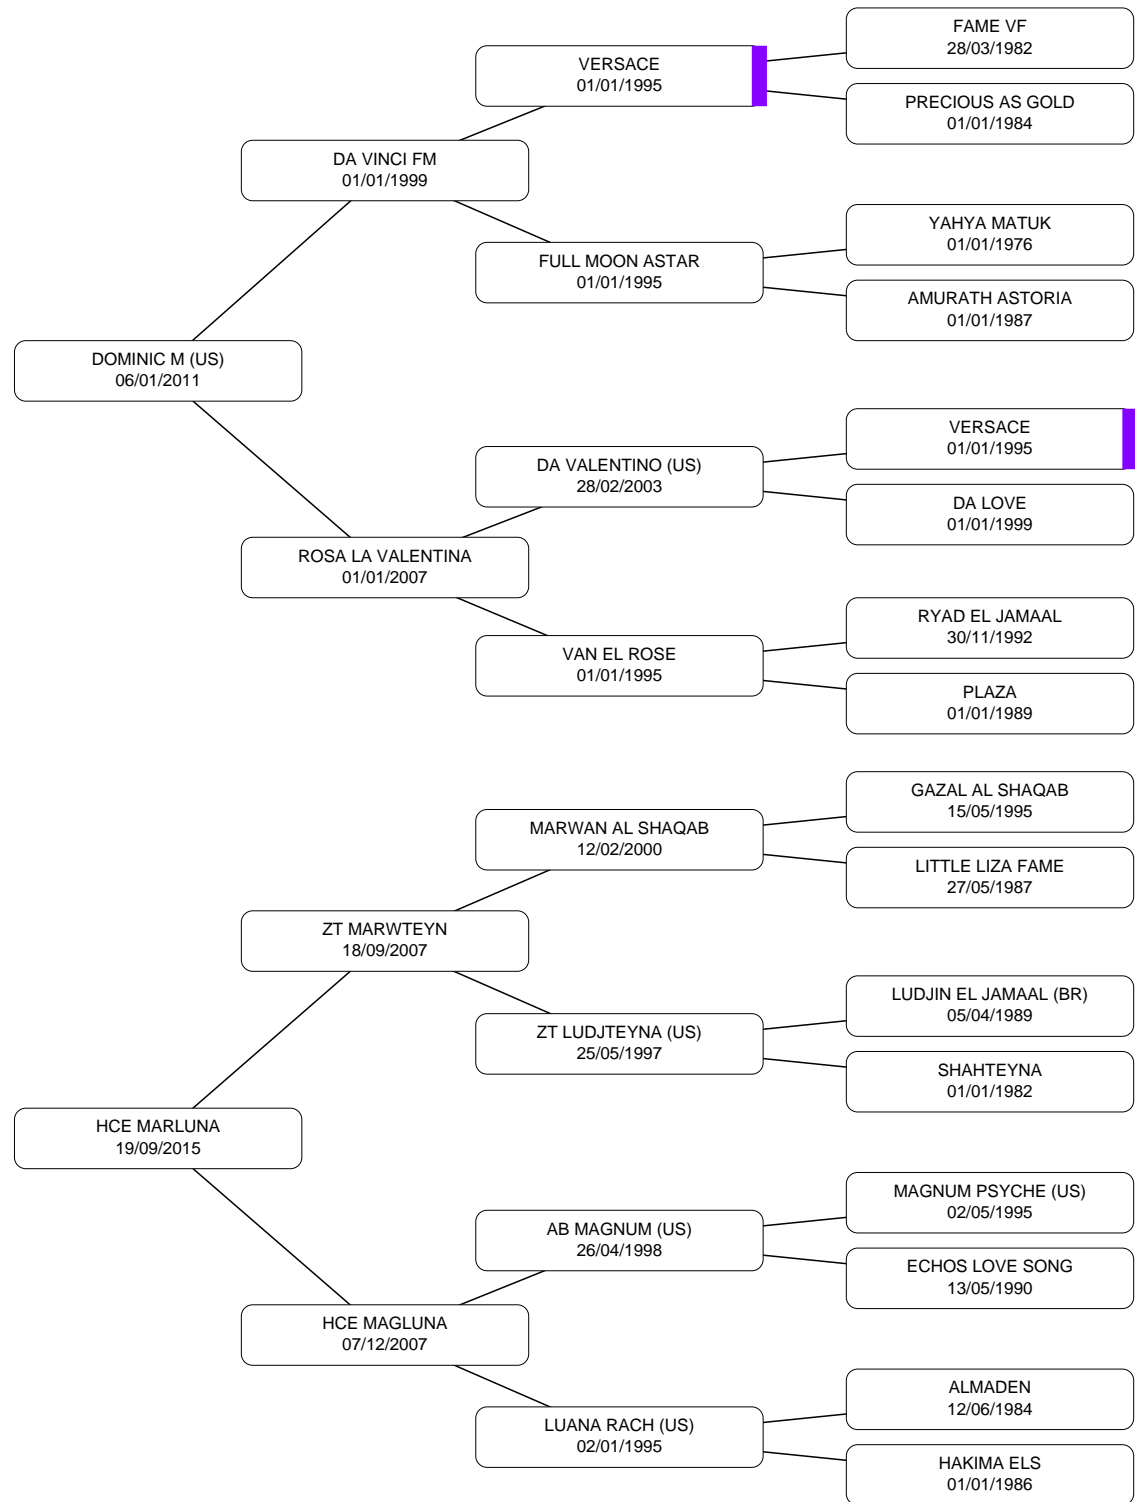 FAME VF
28/03/1982
VERSACE
01/01/1995
PRECIOUS AS GOLD
01/01/1984
DA VINCI FM
01/01/1999
YAHYA MATUK
01/01/1976
FULL MOON ASTAR
01/01/1995
AMURATH ASTORIA
01/01/1987
DOMINIC M (US)
06/01/2011
VERSACE
01/01/1995
DA VALENTINO (US)
28/02/2003
DA LOVE
01/01/1999
ROSA LA VALENTINA
01/01/2007
RYAD EL JAMAAL
30/11/1992
VAN EL ROSE
01/01/1995
PLAZA
01/01/1989
GAZAL AL SHAQAB
15/05/1995
MARWAN AL SHAQAB
12/02/2000
LITTLE LIZA FAME
27/05/1987
ZT MARWTEYN
18/09/2007
LUDJIN EL JAMAAL (BR)
05/04/1989
ZT LUDJTEYNA (US)
25/05/1997
SHAHTEYNA
01/01/1982
HCE MARLUNA
19/09/2015
MAGNUM PSYCHE (US)
02/05/1995
AB MAGNUM (US)
26/04/1998
ECHOS LOVE SONG
13/05/1990
HCE MAGLUNA
07/12/2007
ALMADEN
12/06/1984
LUANA RACH (US)
02/01/1995
HAKIMA ELS
01/01/1986